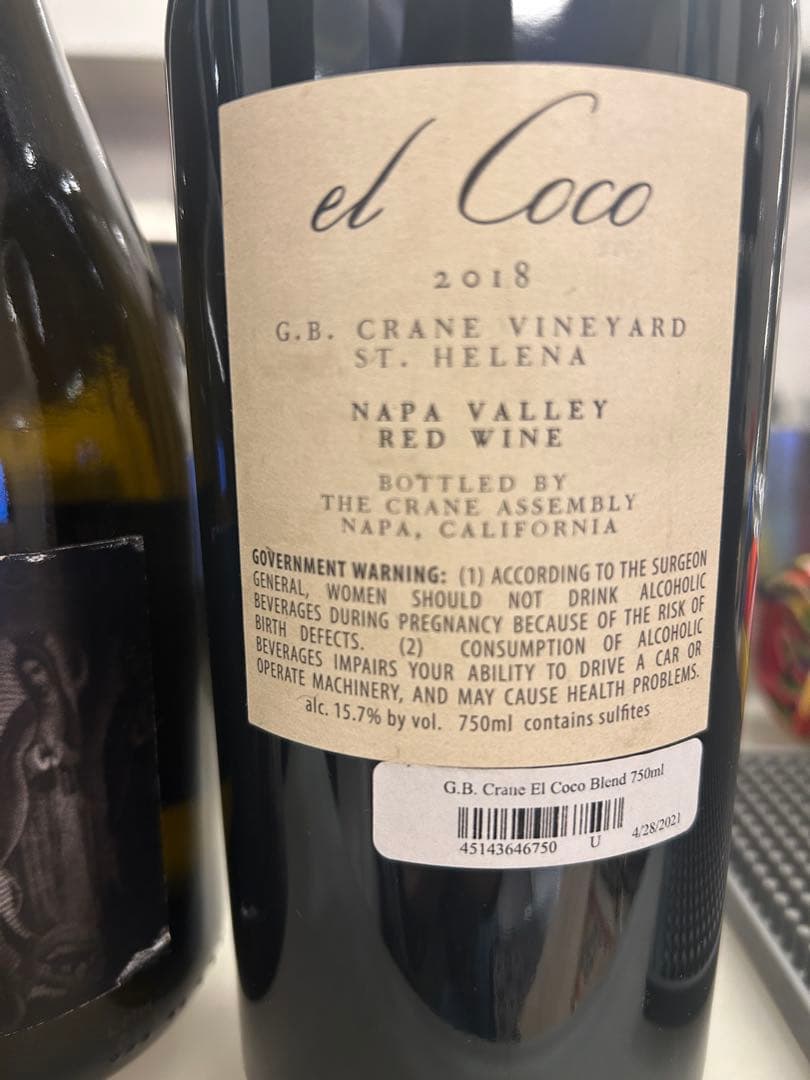 el Coco
2018
G.B. CRANE VINEYARD
ST. HELENA
NAPA VALLEY
RED WINE
BOTTLED BY
THE CRANE ASSEMBLY
NAPA, CALIFORNIA
GOVERNMENT WARNING: (1) ACCORDING TO THE SURGEON
GENERAL, WOMEN SHOULD NOT DRINK ALCOHOLIC
BEVERAGES DURING PREGNANCY BECAUSE OF THE RISK OF
BIRTH DEFECTS. (2) CONSUMPTION OF ALCOHOLIC
BEVERAGES IMPAIRS YOUR ABILITY TO DRIVE A CAR OR
OPERATE MACHINERY, AND MAY CAUSE HEALTH PROBLEMS.
alc. 15.7% by vol. 750ml contains sulfites
G.B. Crane El Coco Blend 750ml
45143646750 U 4/28/2021